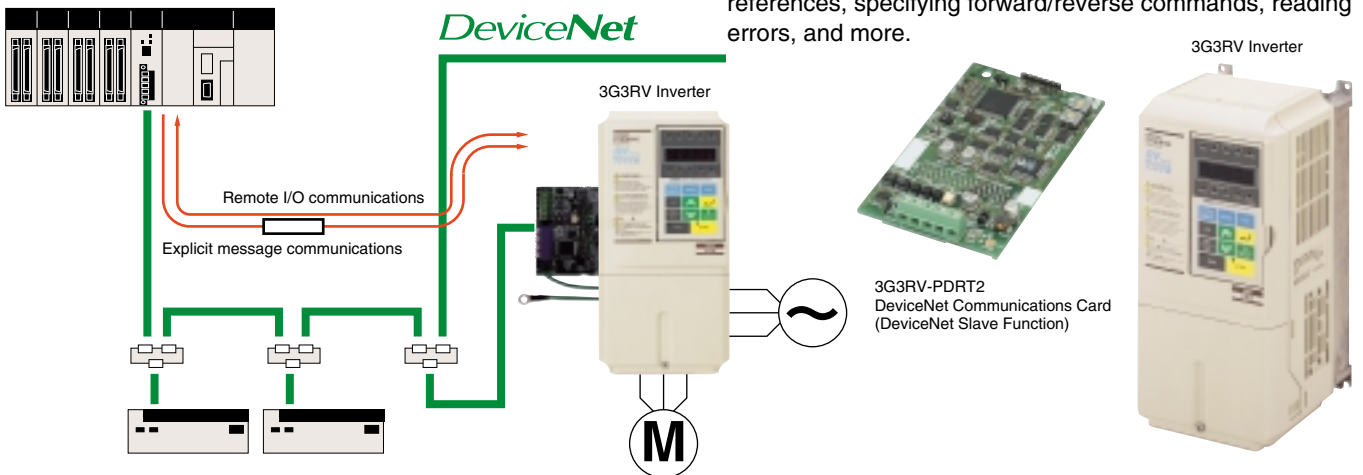 references, specifying forward/reverse commands, reading
errors, and more.
DeviceNet
3G3RV Inverter
3G3RV Inverter
Remote I/O communications
Explicit message communications
3G3RV-PDRT2
DeviceNet Communications Card
(DeviceNet Slave Function)
M